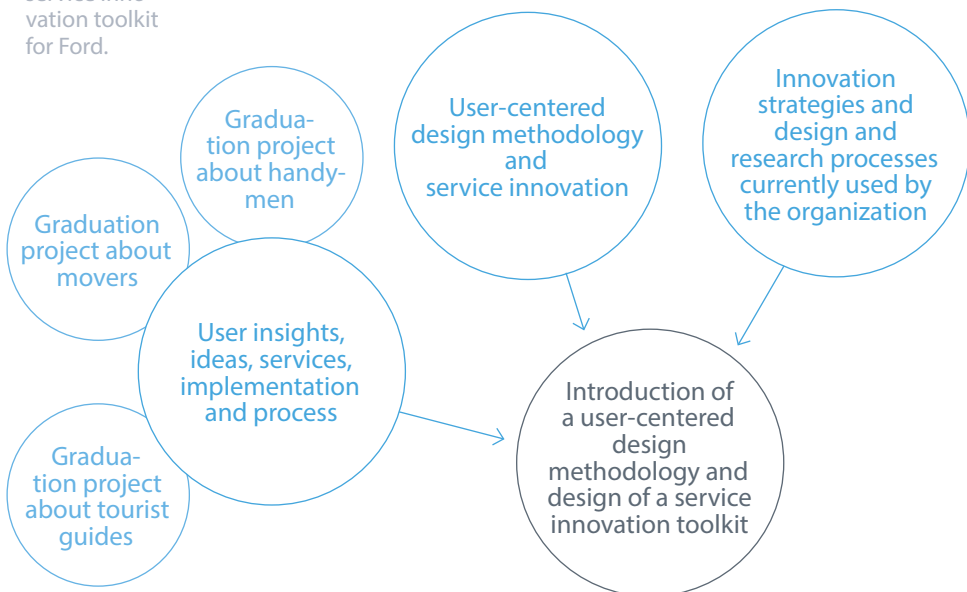 vation toolkit
for Ford.
Gradua-
tion project
about handy-
men
User-centered
design methodology
and
service innovation
Innovation
strategies and
design and
research processes
currently used by
the organization
Graduation
project about
movers
User insights,
ideas, services,
implementation
and process
Introduction of
a user-centered
design
methodology and
design of a service
innovation toolkit
Gradua-
tion project
about tourist
guides